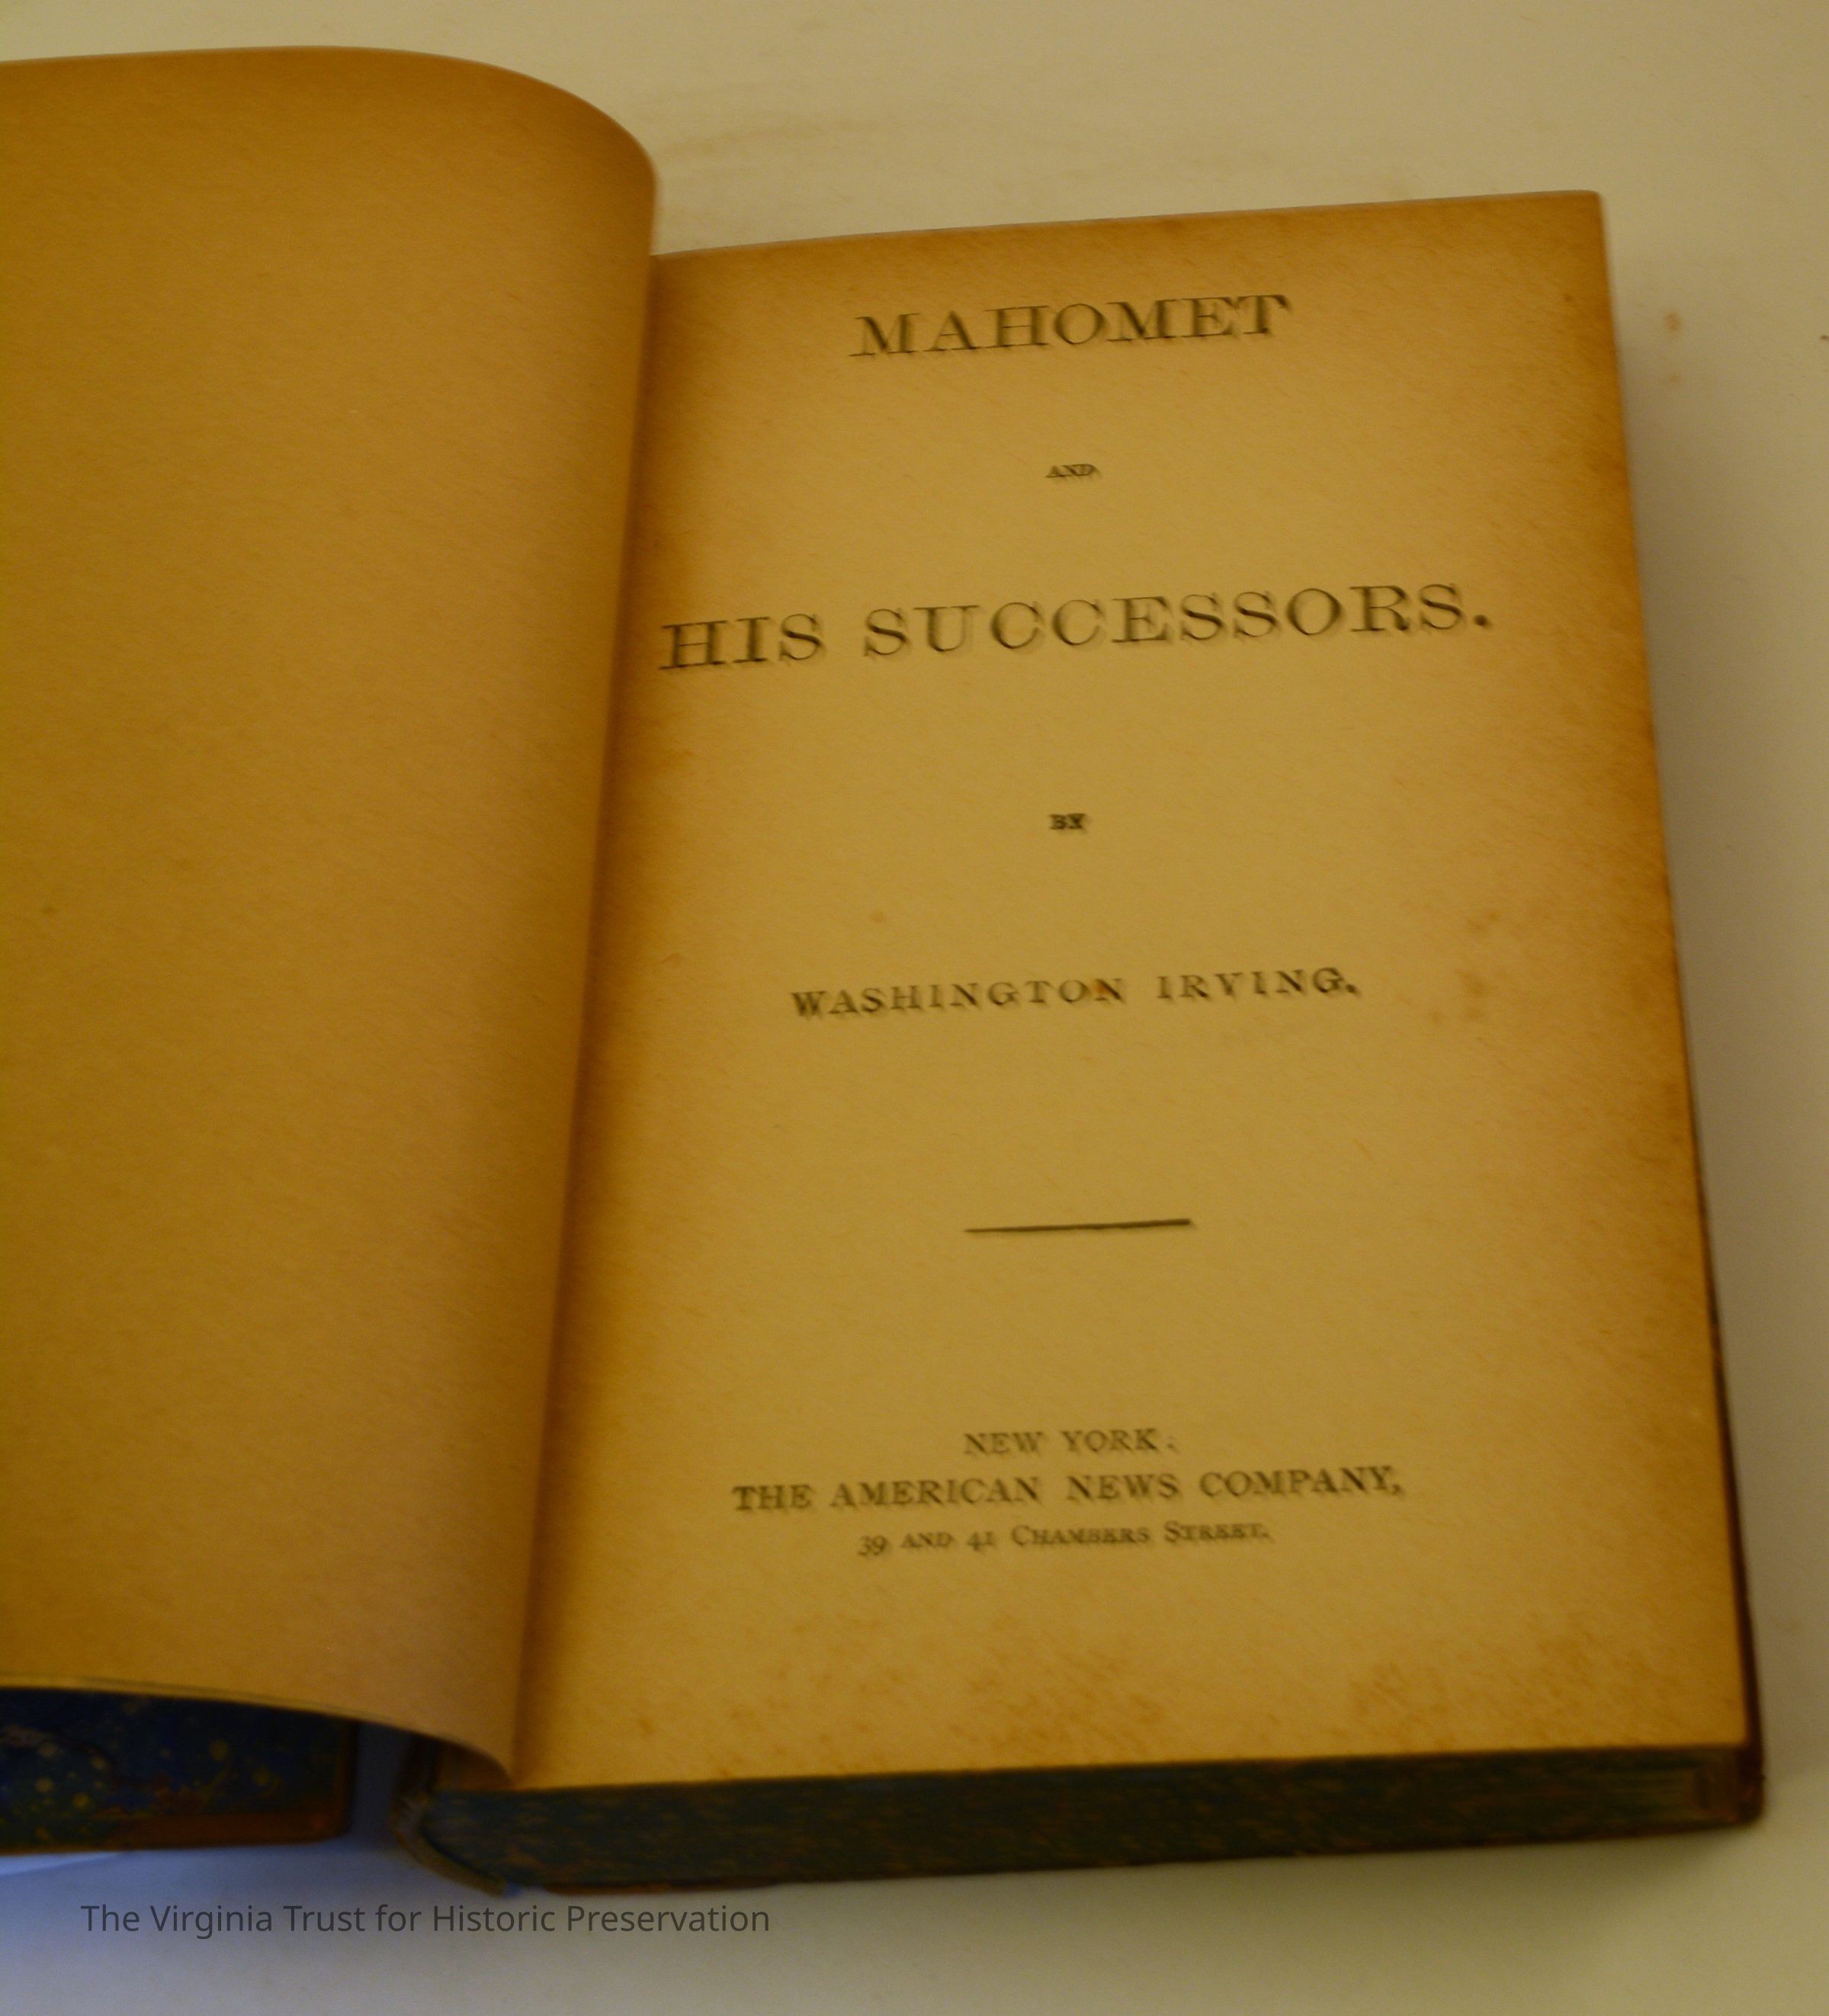 MAHOMET
AND
HIS SUCCESSORS.
BY
WASHINGTON IRVING.
NEW YORK:
THE AMERICAN NEWS COMPANY,
39 AND 41 CHAMBERS STREET.
The Virginia Trust for Historic Preservation